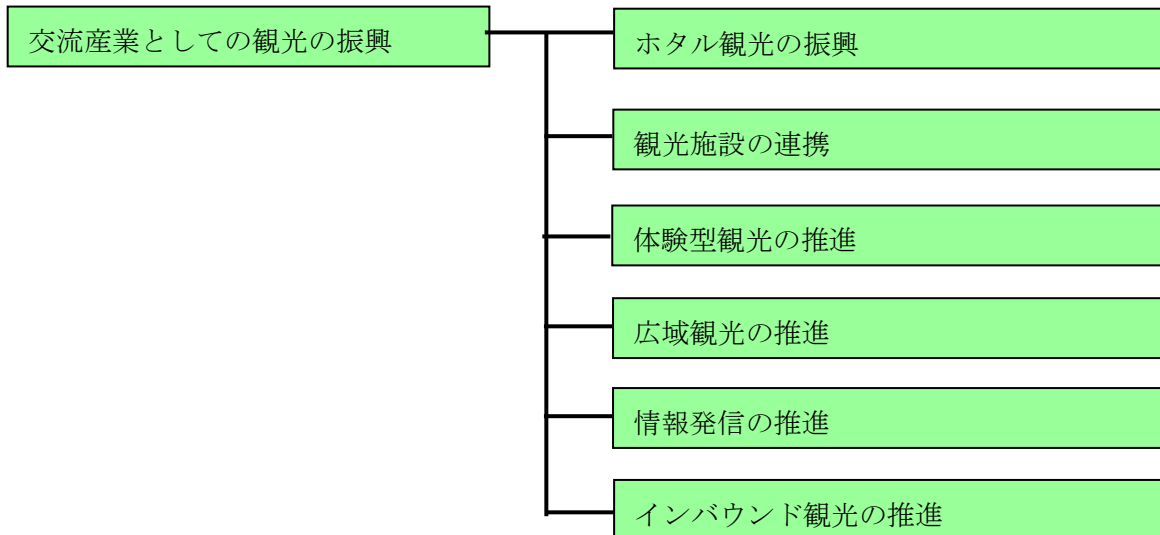 交流産業としての観光の振興
ホタル観光の振興
観光施設の連携
体験型観光の推進
広域観光の推進
情報発信の推進
インバウンド観光の推進